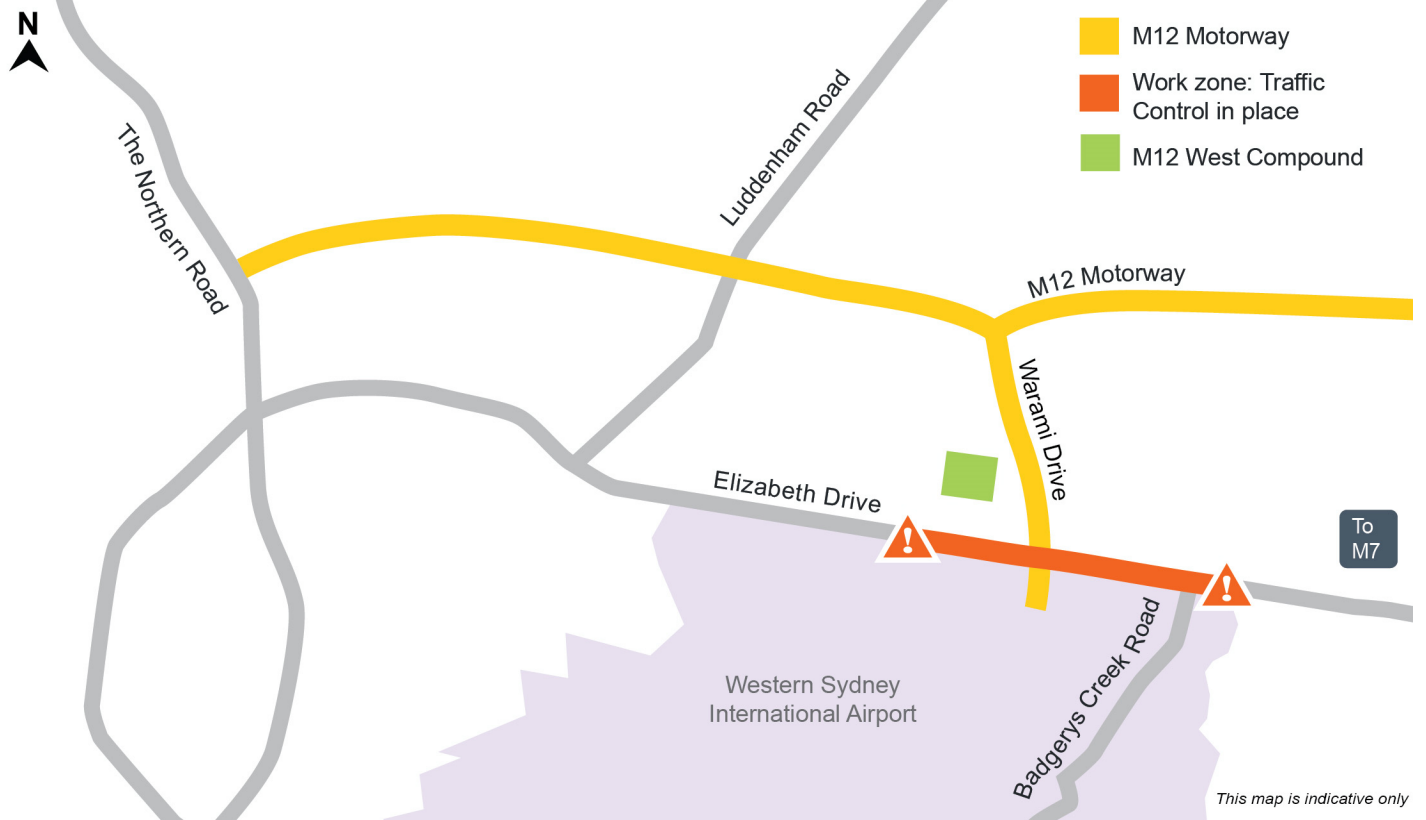 N
M12 Motorway
Work zone: Traffic
Control in place
M12 West Compound
The Northern Road
Luddenham Road
M12 Motorway
Warami Drive
Elizabeth Drive
!
!
To
M7
Badgerys Creek Road
Western Sydney
International Airport
This map is indicative only